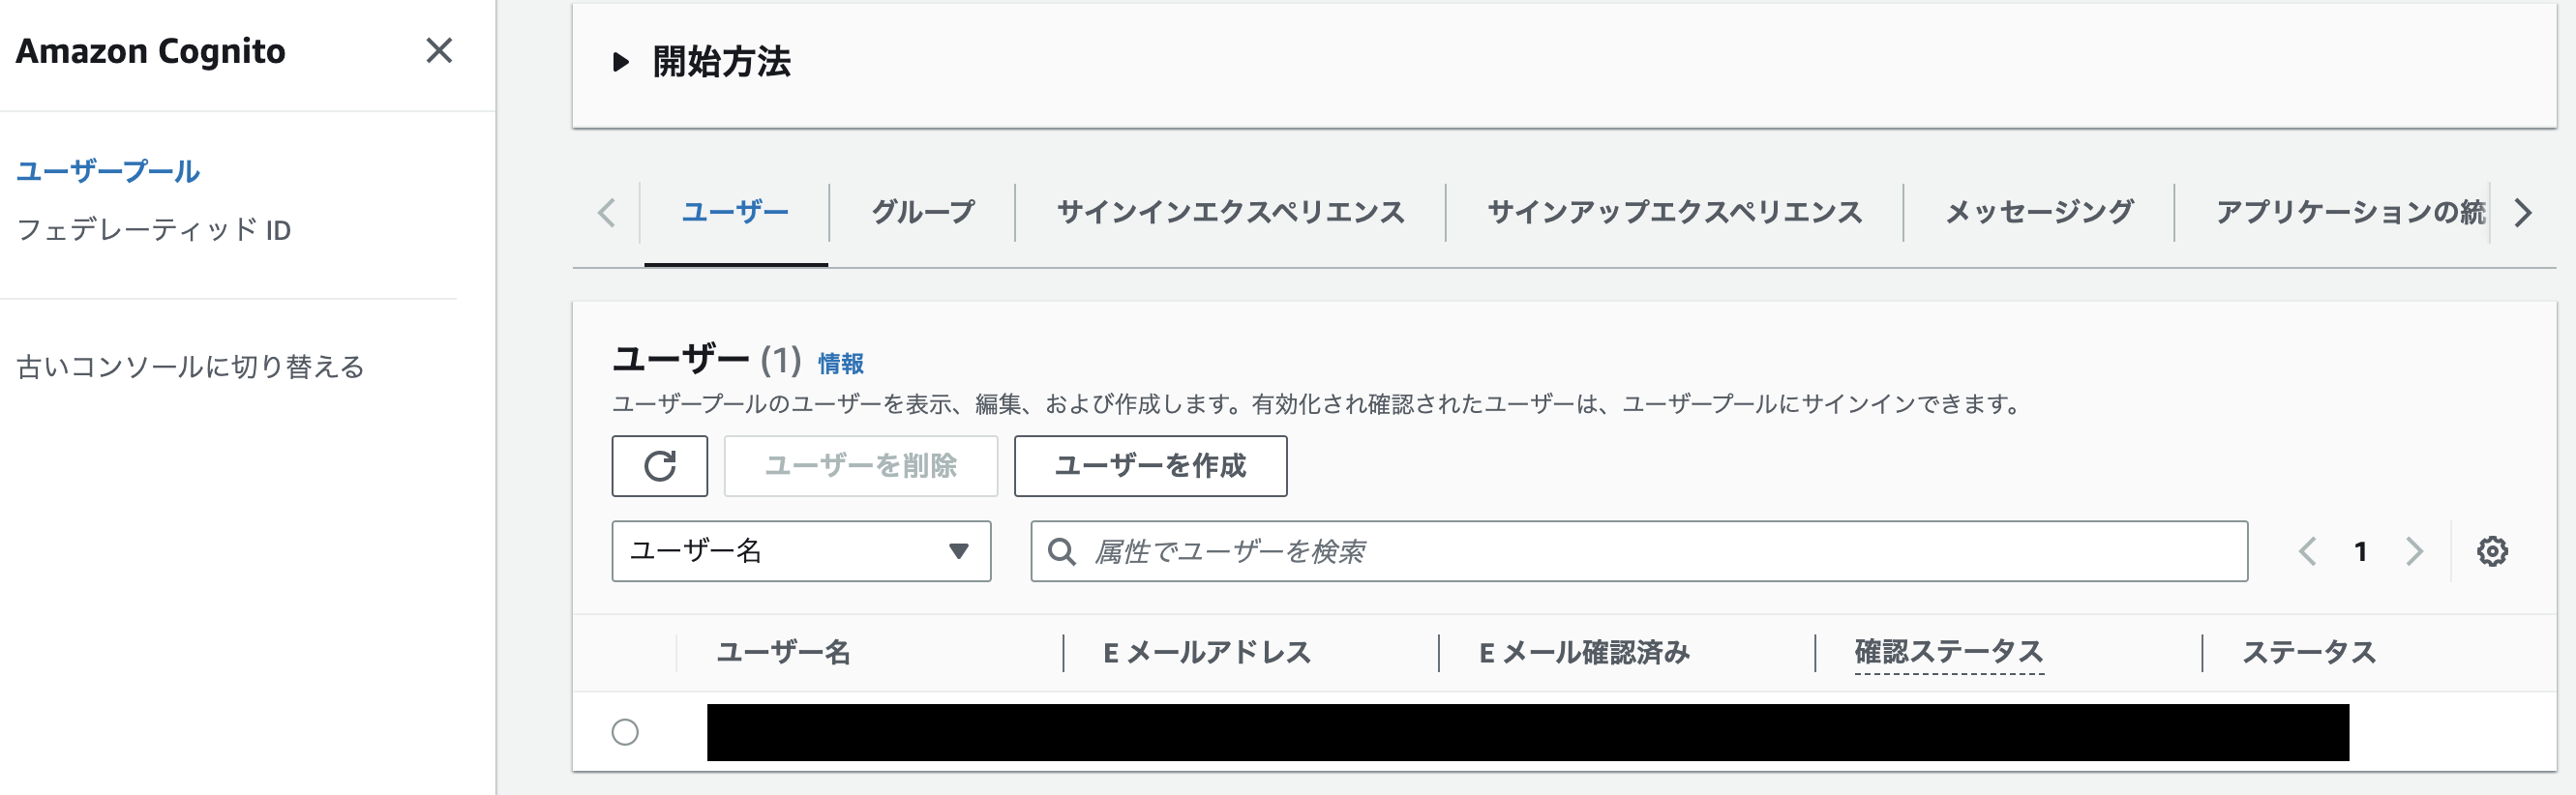 Amazon Cognito
ユーザープール
フェデレーティッド ID
古いコンソールに切り替える
開始方法
ユーザー
グループ
サインインエクスペリエンス
サインアップエクスペリエンス
メッセージング
アプリケーションの統
ユーザー (1) 情報
ユーザープールのユーザーを表示、編集、および作成します。有効化され確認されたユーザーは、ユーザープールにサインインできます。
ユーザーを削除
ユーザーを作成
ユーザー名
属性でユーザーを検索
1
ユーザー名
E メールアドレス
E メール確認済み
確認ステータス
ステータス